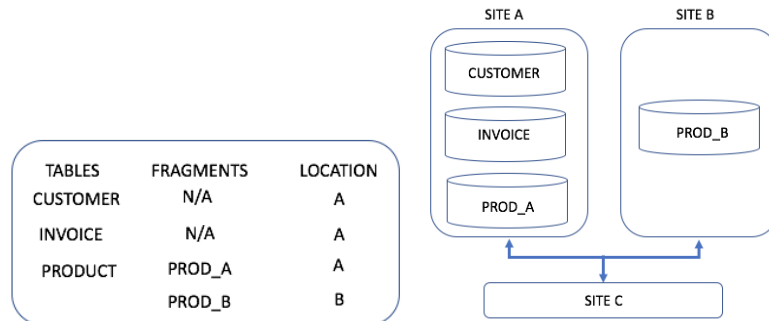 TABLES FRAGMENTS LOCATION
CUSTOMER N/A A
INVOICE N/A A
PRODUCT PROD_A A
PROD_B B
SITE A
CUSTOMER
INVOICE
PROD_A
SITE B
PROD_B
SITE C